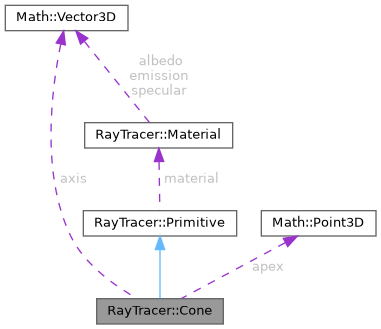 Math::Vector3D
albedo
emission
specular
RayTracer::Material
axis
material
RayTracer::Primitive
Math::Point3D
apex
RayTracer::Cone